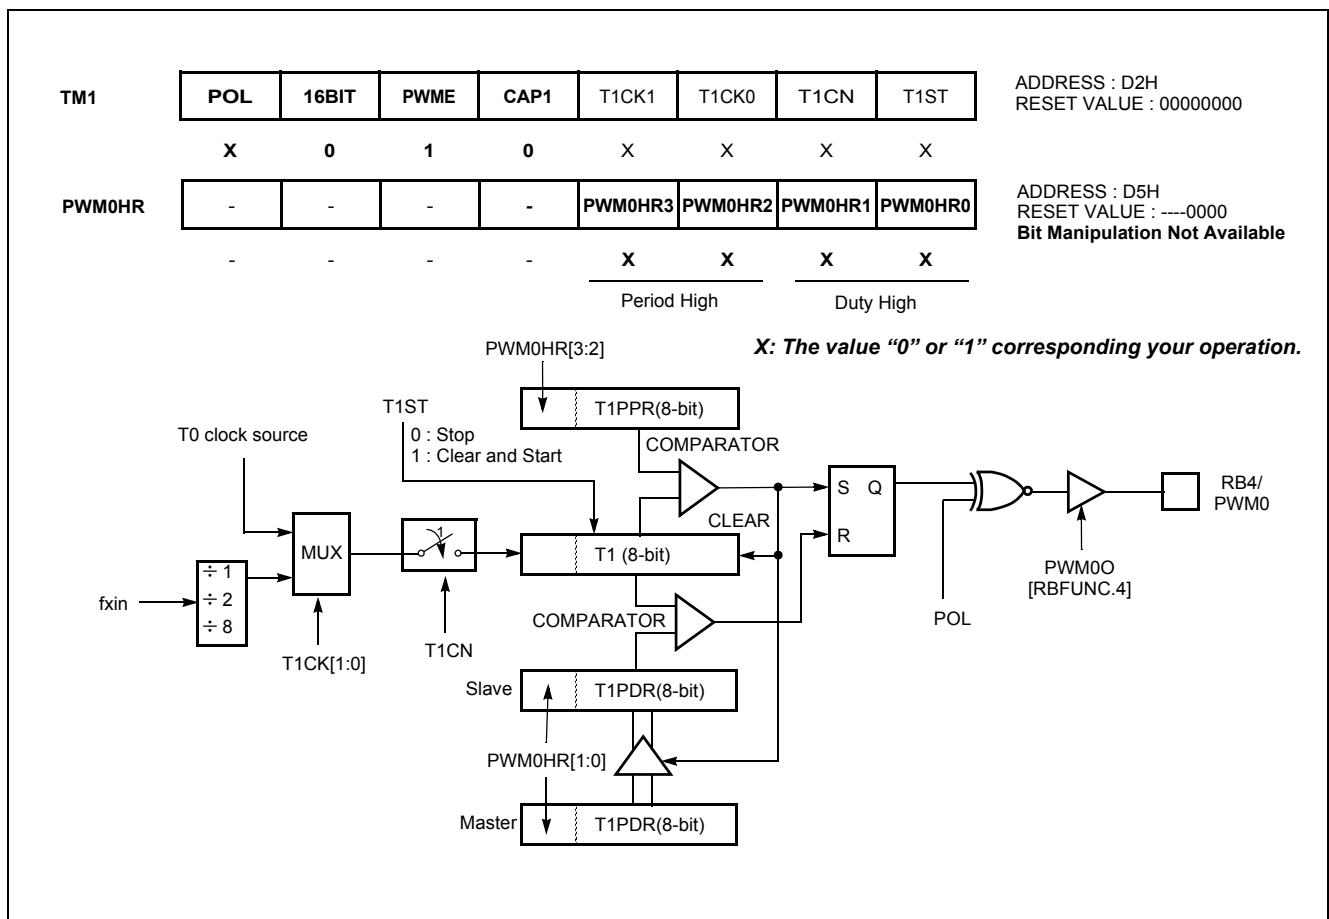 TM1 POL 16BIT PWME CAP1 T1CK1 T1CK0 T1CN T1ST
ADDRESS : D2H
RESET VALUE : 00000000
X 0 1 0 X X X X
PWM0HR - - - - PWM0HR3 PWM0HR2 PWM0HR1 PWM0HR0
ADDRESS : D5H
RESET VALUE : ----0000
Bit Manipulation Not Available
- - - - X X X X
Period High Duty High
X: The value “0” or “1” corresponding your operation.
PWM0HR[3:2]
T1PPR(8-bit)
T1ST
0 : Stop
1 : Clear and Start
T0 clock source
COMPARATOR
S Q
R
RB4/
PWM0
CLEAR
MUX
1
T1 (8-bit)
÷ 1
÷ 2
÷ 8
fxin
PWM0O
[RBFUNC.4]
POL
COMPARATOR
T1CK[1:0]
T1CN
Slave
T1PDR(8-bit)
PWM0HR[1:0]
Master
T1PDR(8-bit)